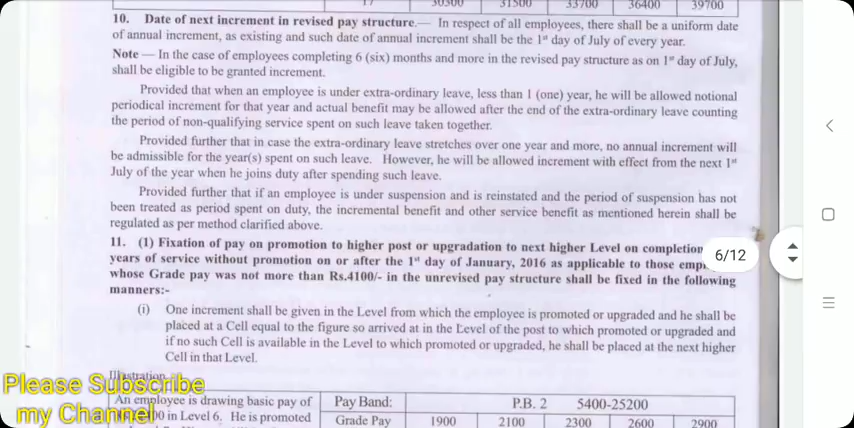 17 30500 31500 33700 36400 39700
10. Date of next increment in revised pay structure.— In respect of all employees, there shall be a uniform date
of annual increment, as existing and such date of annual increment shall be the 1st day of July of every year.
Note — In the case of employees completing 6 (six) months and more in the revised pay structure as on 1st day of July,
shall be eligible to be granted increment.
Provided that when an employee is under extra-ordinary leave, less than 1 (one) year, he will be allowed notional
periodical increment for that year and actual benefit may be allowed after the end of the extra-ordinary leave counting
the period of non-qualifying service spent on such leave taken together.
Provided further that in case the extra-ordinary leave stretches over one year and more, no annual increment will
be admissible for the year(s) spent on such leave. However, he will be allowed increment with effect from the next 1st
July of the year when he joins duty after spending such leave.
Provided further that if an employee is under suspension and is reinstated and the period of suspension has not
been treated as period spent on duty, the incremental benefit and other service benefit as mentioned herein shall be
regulated as per method clarified above.
11. (1) Fixation of pay on promotion to higher post or upgradation to next higher Level on completion
years of service without promotion on or after the 1st day of January, 2016 as applicable to those emp
whose Grade pay was not more than Rs.4100/- in the unrevised pay structure shall be fixed in the following
manners:-
6/12
(i) One increment shall be given in the Level from which the employee is promoted or upgraded and he shall be
placed at a Cell equal to the figure so arrived at in the Level of the post to which promoted or upgraded and
if no such Cell is available in the Level to which promoted or upgraded, he shall be placed at the next higher
Cell in that Level.
Illustration
An employee is drawing basic pay of Pay Band: P.B. 2 5400-25200
in Level 6. He is promoted Grade Pay 1900 2100 2300 2600 2900
Please Subscribe
my Channel